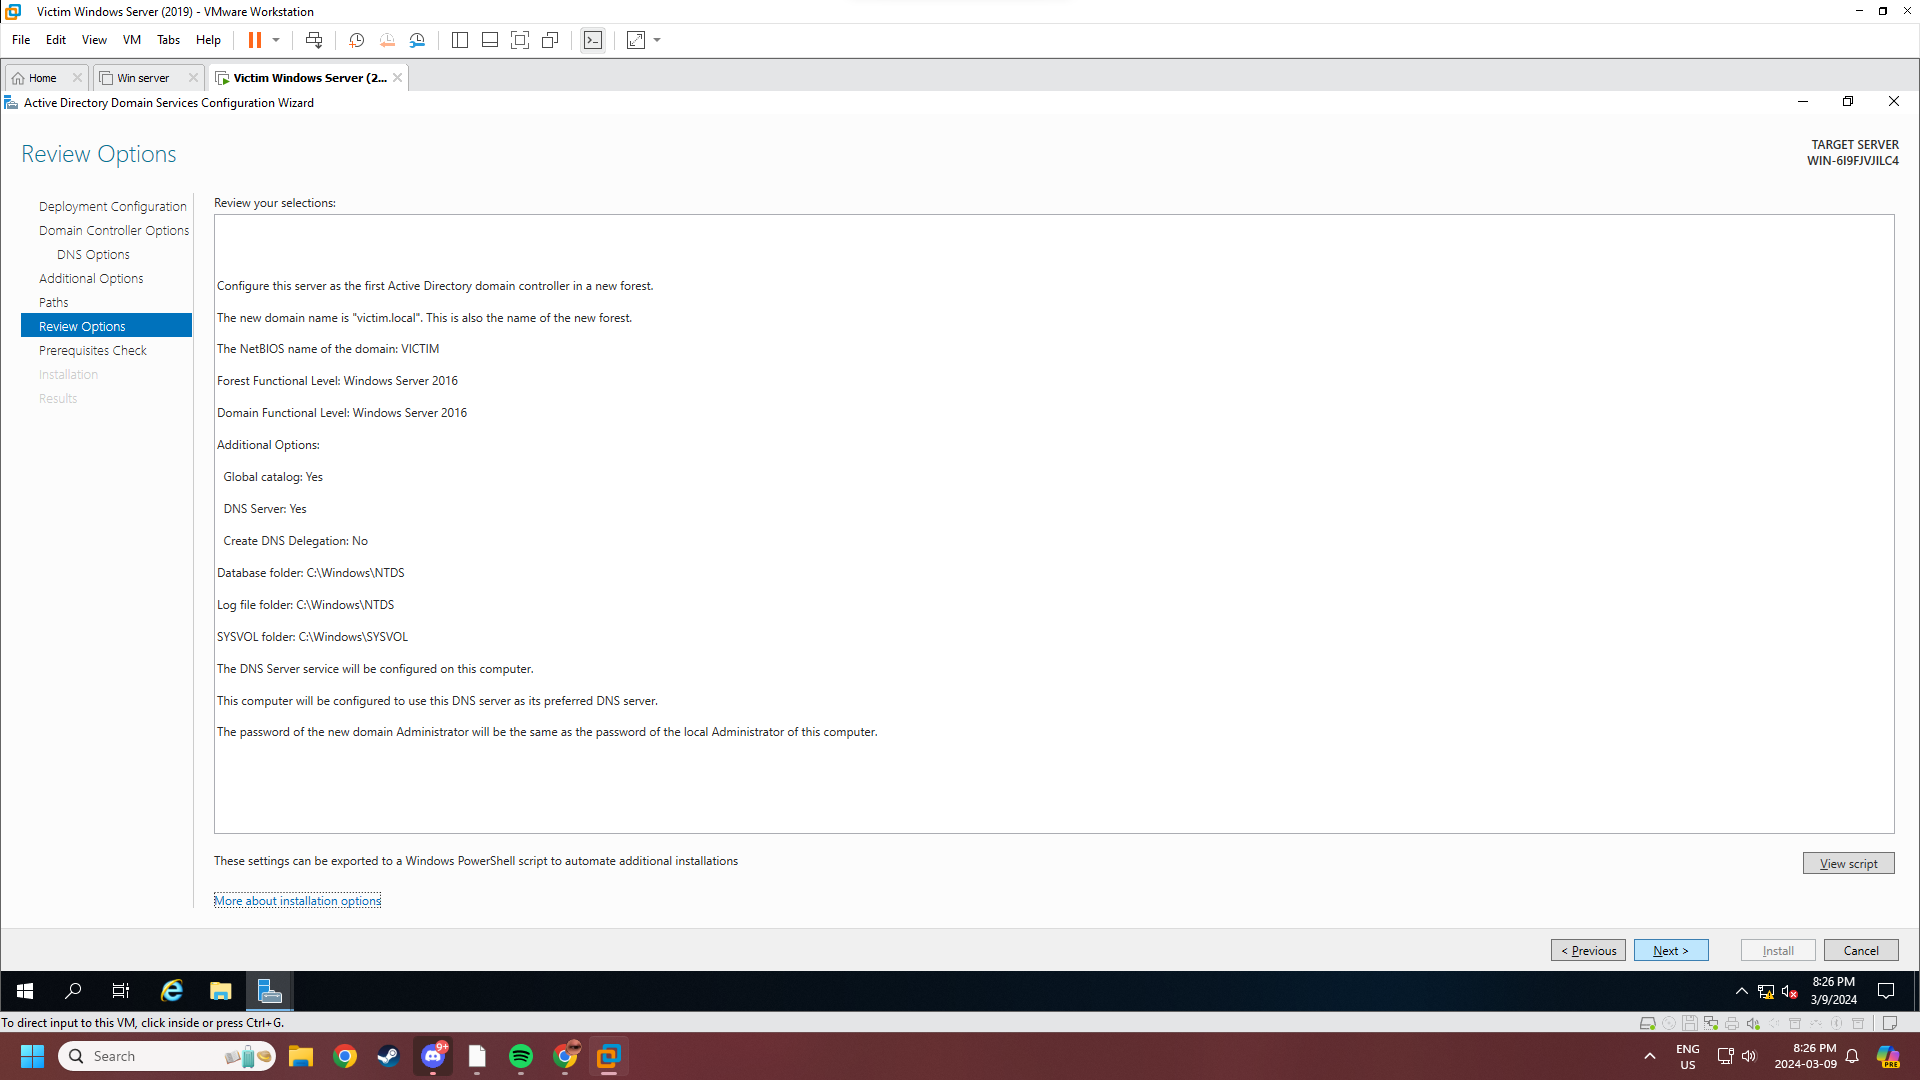 Victim Windows Server (2019) - VMware Workstation
File Edit View VM Tabs Help
Home Win server Victim Windows Server (2...
Active Directory Domain Services Configuration Wizard
Review Options
TARGET SERVER
WIN-6I9FJVJILC4
Deployment Configuration
Domain Controller Options
DNS Options
Additional Options
Paths
Review Options
Prerequisites Check
Installation
Results
Review your selections:
Configure this server as the first Active Directory domain controller in a new forest.
The new domain name is "victim.local". This is also the name of the new forest.
The NetBIOS name of the domain: VICTIM
Forest Functional Level: Windows Server 2016
Domain Functional Level: Windows Server 2016
Additional Options:
Global catalog: Yes
DNS Server: Yes
Create DNS Delegation: No
Database folder: C:\Windows\NTDS
Log file folder: C:\Windows\NTDS
SYSVOL folder: C:\Windows\SYSVOL
The DNS Server service will be configured on this computer.
This computer will be configured to use this DNS server as its preferred DNS server.
The password of the new domain Administrator will be the same as the password of the local Administrator of this computer.
These settings can be exported to a Windows PowerShell script to automate additional installations
View script
More about installation options
< Previous Next > Install Cancel
8:26 PM
3/9/2024
To direct input to this VM, click inside or press Ctrl+G.
Search
9+
ENG
US
8:26 PM
2024-03-09
PRE